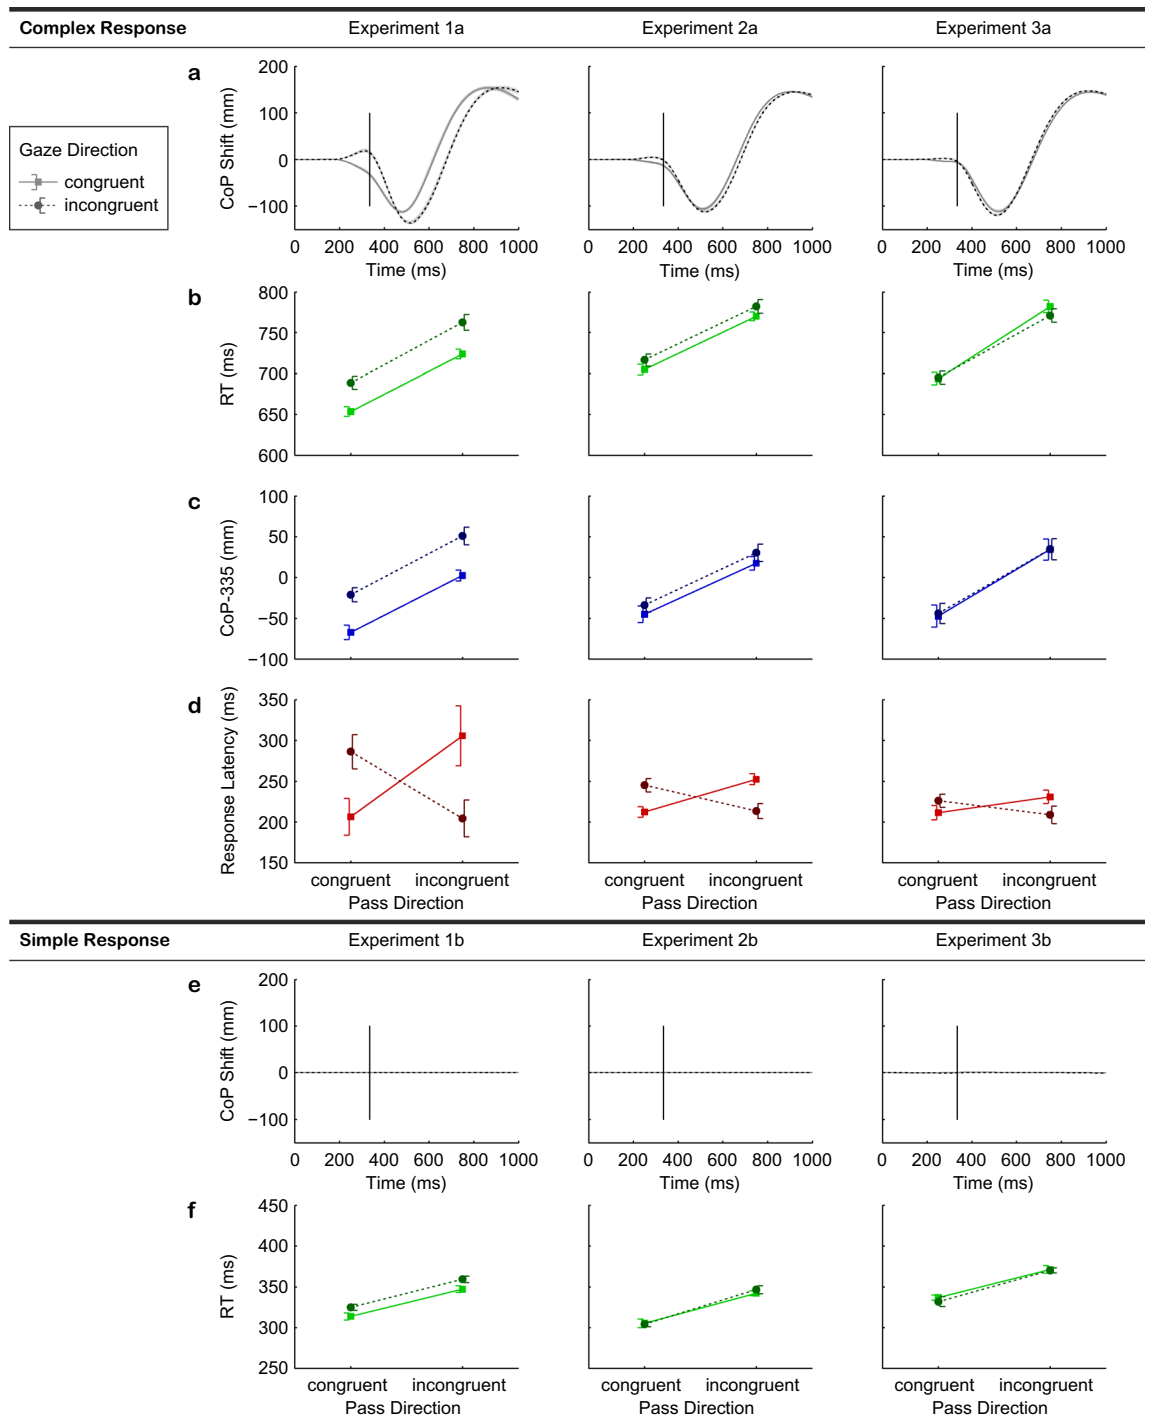 Complex Response Experiment 1a Experiment 2a Experiment 3a
Gaze Direction
congruent
incongruent
a
CoP Shift (mm)
200
100
0
−100
0 200 400 600 800 1000 0 200 400 600 800 1000 0 200 400 600 800 1000
Time (ms) Time (ms) Time (ms)
b
RT (ms)
800
750
700
650
600
c
CoP-335 (mm)
100
50
0
−50
−100
d
Response Latency (ms)
350
300
250
200
150
congruent incongruent congruent incongruent congruent incongruent
Pass Direction Pass Direction Pass Direction
Simple Response Experiment 1b Experiment 2b Experiment 3b
e
CoP Shift (mm)
200
100
0
−100
0 200 400 600 800 1000 0 200 400 600 800 1000 0 200 400 600 800 1000
Time (ms) Time (ms) Time (ms)
f
RT (ms)
450
400
350
300
250
congruent incongruent congruent incongruent congruent incongruent
Pass Direction Pass Direction Pass Direction